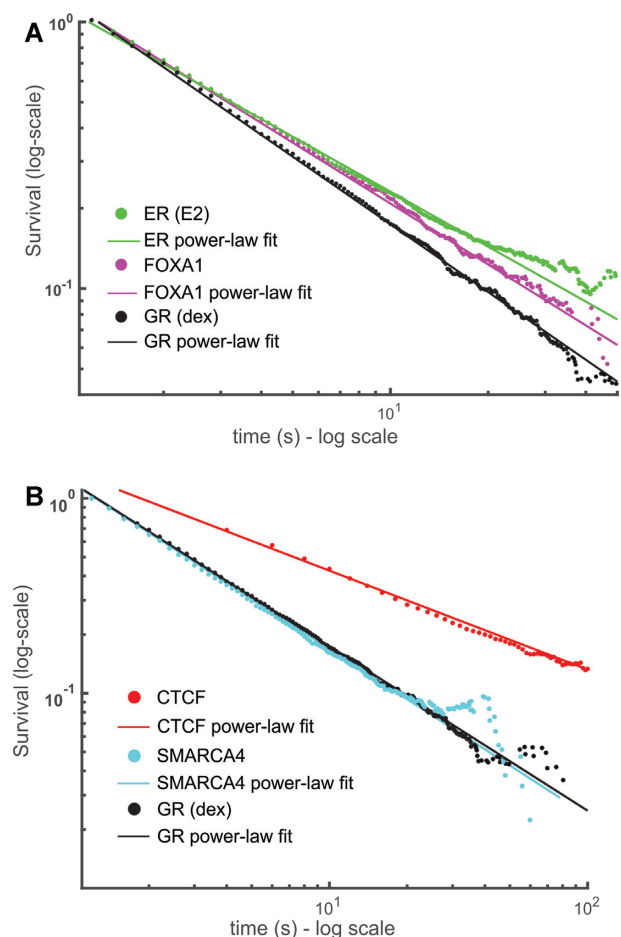 A
10^0
10^-1
Survival (log-scale)
ER (E2)
ER power-law fit
FOXA1
FOXA1 power-law fit
GR (dex)
GR power-law fit
10^1
time (s) - log scale
B
10^0
10^-1
Survival (log-scale)
CTCF
CTCF power-law fit
SMARCA4
SMARCA4 power-law fit
GR (dex)
GR power-law fit
10^1 10^2
time (s) - log scale